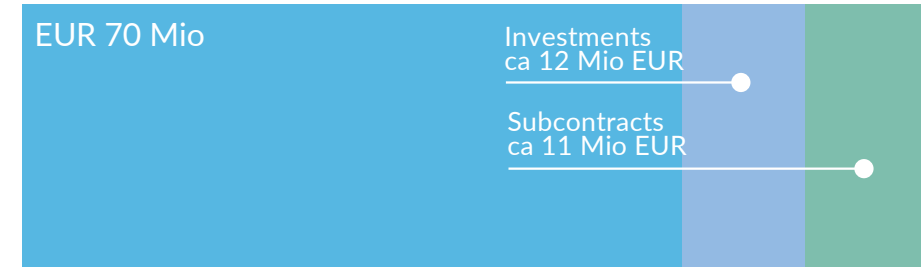 EUR 70 Mio
Investments
ca 12 Mio EUR
Subcontracts
ca 11 Mio EUR